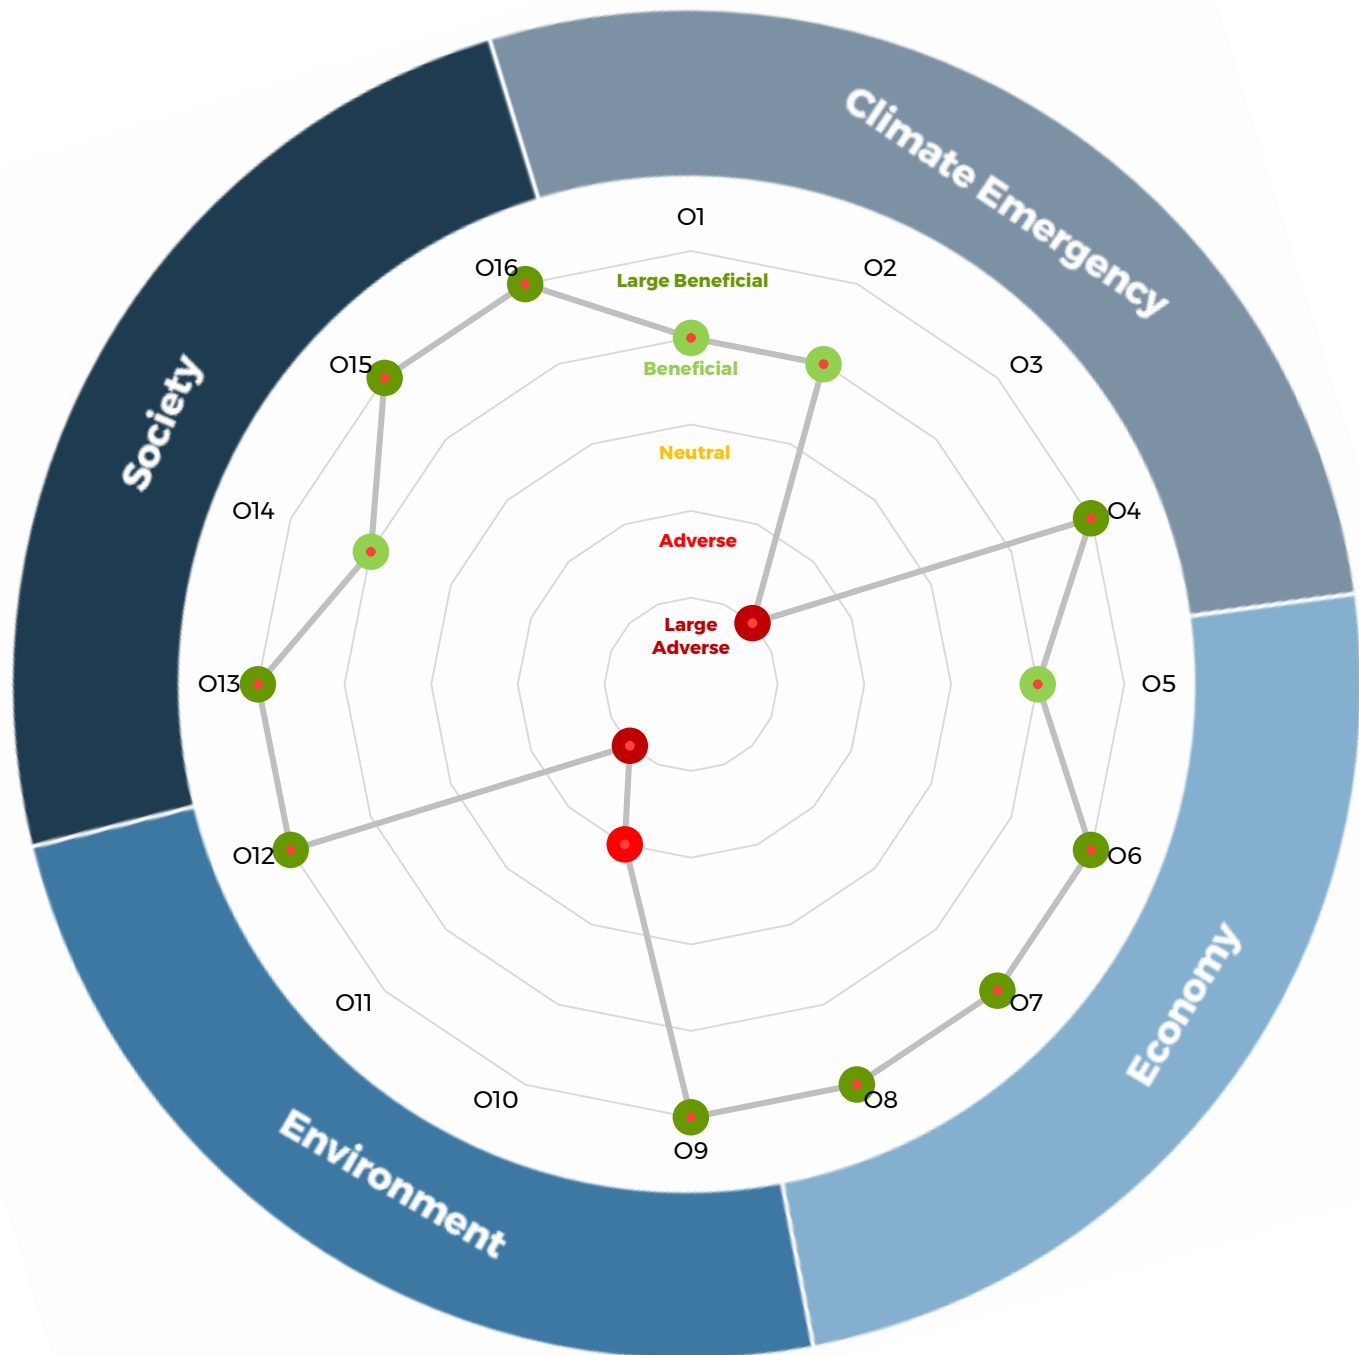 Climate Emergency
Society
Economy
Environment
O1
O2
O3
O4
O5
O6
O7
O8
O9
O10
O11
O12
O13
O14
O15
O16
Large Beneficial
Beneficial
Neutral
Adverse
Large
Adverse